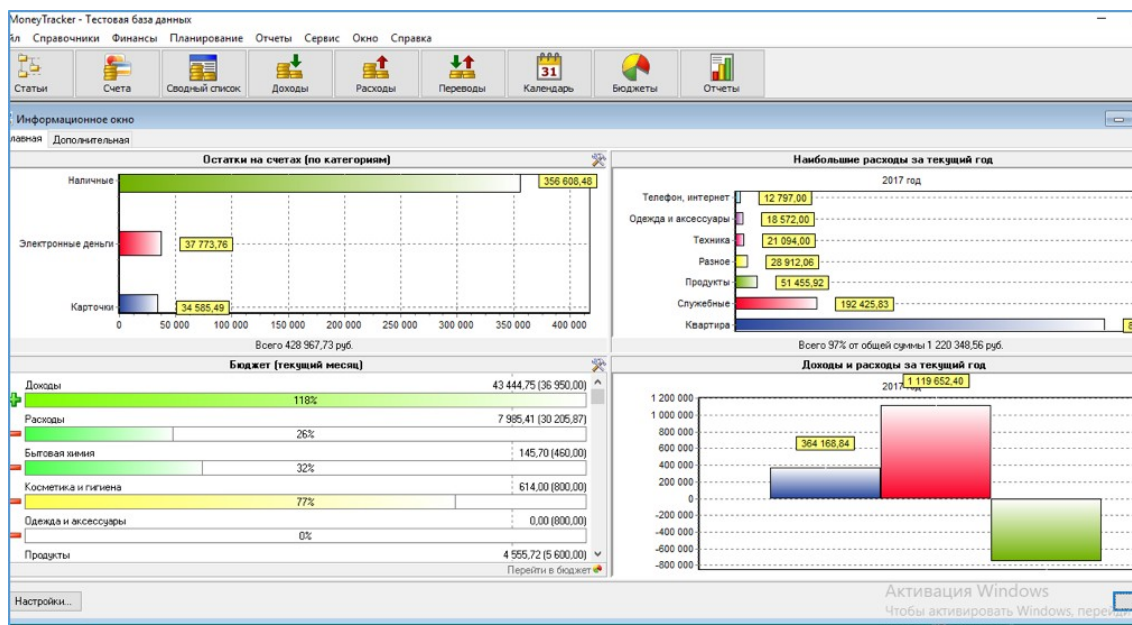 MoneyTracker - Тестовая база данных
йл Справочники Финансы Планирование Отчеты Сервис Окно Справка
31
Статьи Счета Сводный список Доходы Расходы Переводы Календарь Бюджеты Отчеты
Информационное окно
лавная Дополнительная
Остатки на счетах (по категориям)
Наличные 356 608,48
Электронные деньги 37 773,76
Карточки 34 585,49
0 50 000 100 000 150 000 200 000 250 000 300 000 350 000 400 000
Всего 428 967,73 руб.
Наибольшие расходы за текущий год
2017 год
Телефон, интернет 12 797,00
Одежда и аксессуары 18 572,00
Техника 21 094,00
Разное 28 912,06
Продукты 51 455,92
Служебные 192 425,83
Квартира 8
Всего 97% от общей суммы 1 220 348,56 руб.
Бюджет (текущий месяц)
Доходы 43 444,75 (36 950,00)
118%
Расходы 7 985,41 (30 205,87)
26%
Бытовая химия 145,70 (460,00)
32%
Косметика и гигиена 614,00 (800,00)
77%
Одежда и аксессуары 0,00 (800,00)
0%
Продукты 4 555,72 (5 600,00)
Перейти в бюджет
Доходы и расходы за текущий год
2017 1 119 652,40
1 200 000
1 000 000
800 000
600 000
364 168,84
400 000
200 000
0
-200 000
-400 000
-600 000
-800 000
Настройки...
Активация Windows
Чтобы активировать Windows, перейди